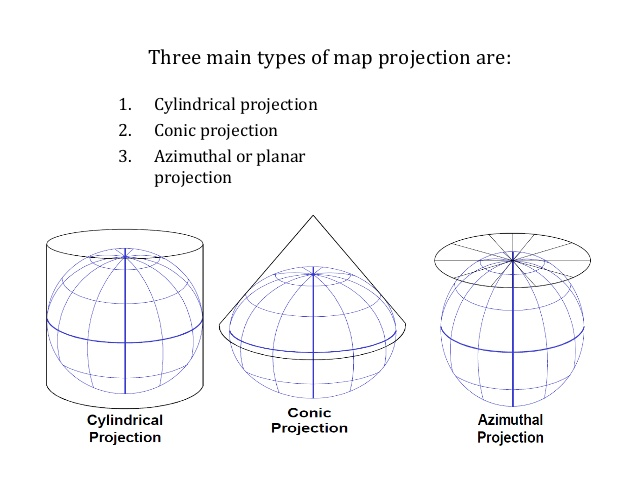 Three main types of map projection are:
1. Cylindrical projection
2. Conic projection
3. Azimuthal or planar
projection
Cylindrical
Projection
Conic
Projection
Azimuthal
Projection